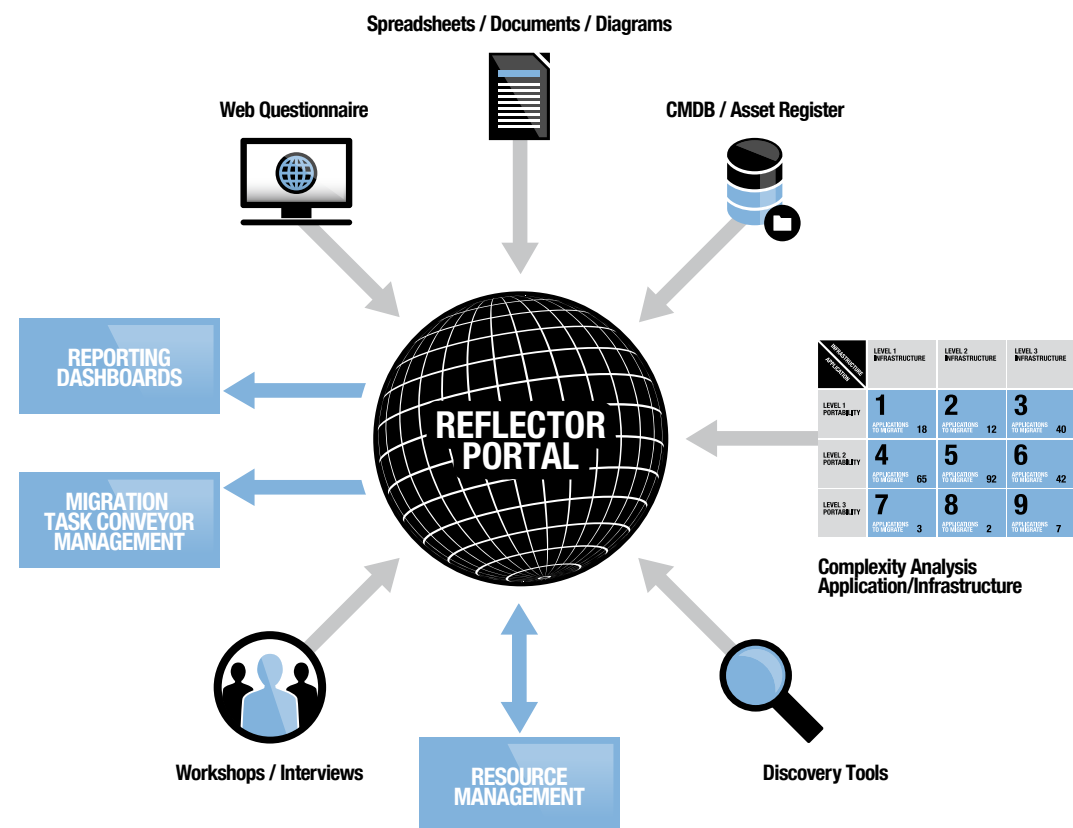 Spreadsheets / Documents / Diagrams
Web Questionnaire
CMDB / Asset Register
REPORTING
DASHBOARDS
REFLECTOR
PORTAL
MIGRATION
TASK CONVEYOR
MANAGEMENT
INFRASTRUCTURE
APPLICATION
LEVEL 1
INFRASTRUCTURE
LEVEL 2
INFRASTRUCTURE
LEVEL 3
INFRASTRUCTURE
LEVEL 1
PORTABILITY
1
APPLICATIONS
TO MIGRATE 18
2
APPLICATIONS
TO MIGRATE 12
3
APPLICATIONS
TO MIGRATE 40
LEVEL 2
PORTABILITY
4
APPLICATIONS
TO MIGRATE 65
5
APPLICATIONS
TO MIGRATE 92
6
APPLICATIONS
TO MIGRATE 42
LEVEL 3
PORTABILITY
7
APPLICATIONS
TO MIGRATE 3
8
APPLICATIONS
TO MIGRATE 2
9
APPLICATIONS
TO MIGRATE 7
Complexity Analysis
Application/Infrastructure
Workshops / Interviews
RESOURCE
MANAGEMENT
Discovery Tools